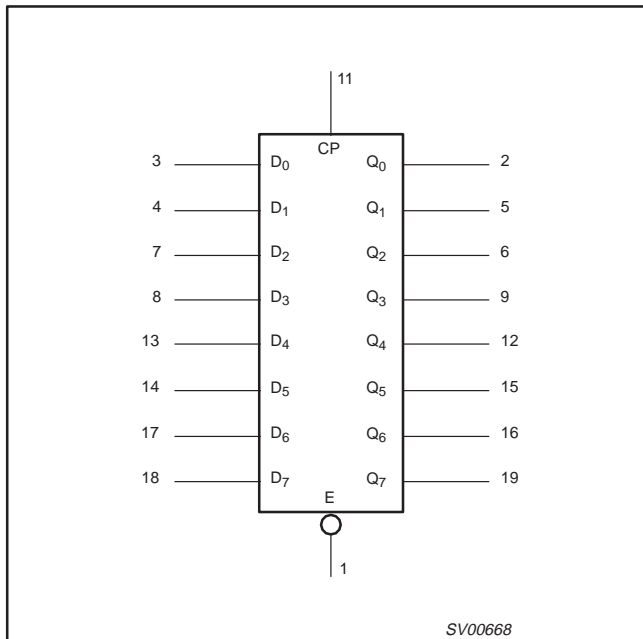 11
CP
3 D0 Q0 2
4 D1 Q1 5
7 D2 Q2 6
8 D3 Q3 9
13 D4 Q4 12
14 D5 Q5 15
17 D6 Q6 16
18 D7 Q7 19
E
1
SV00668